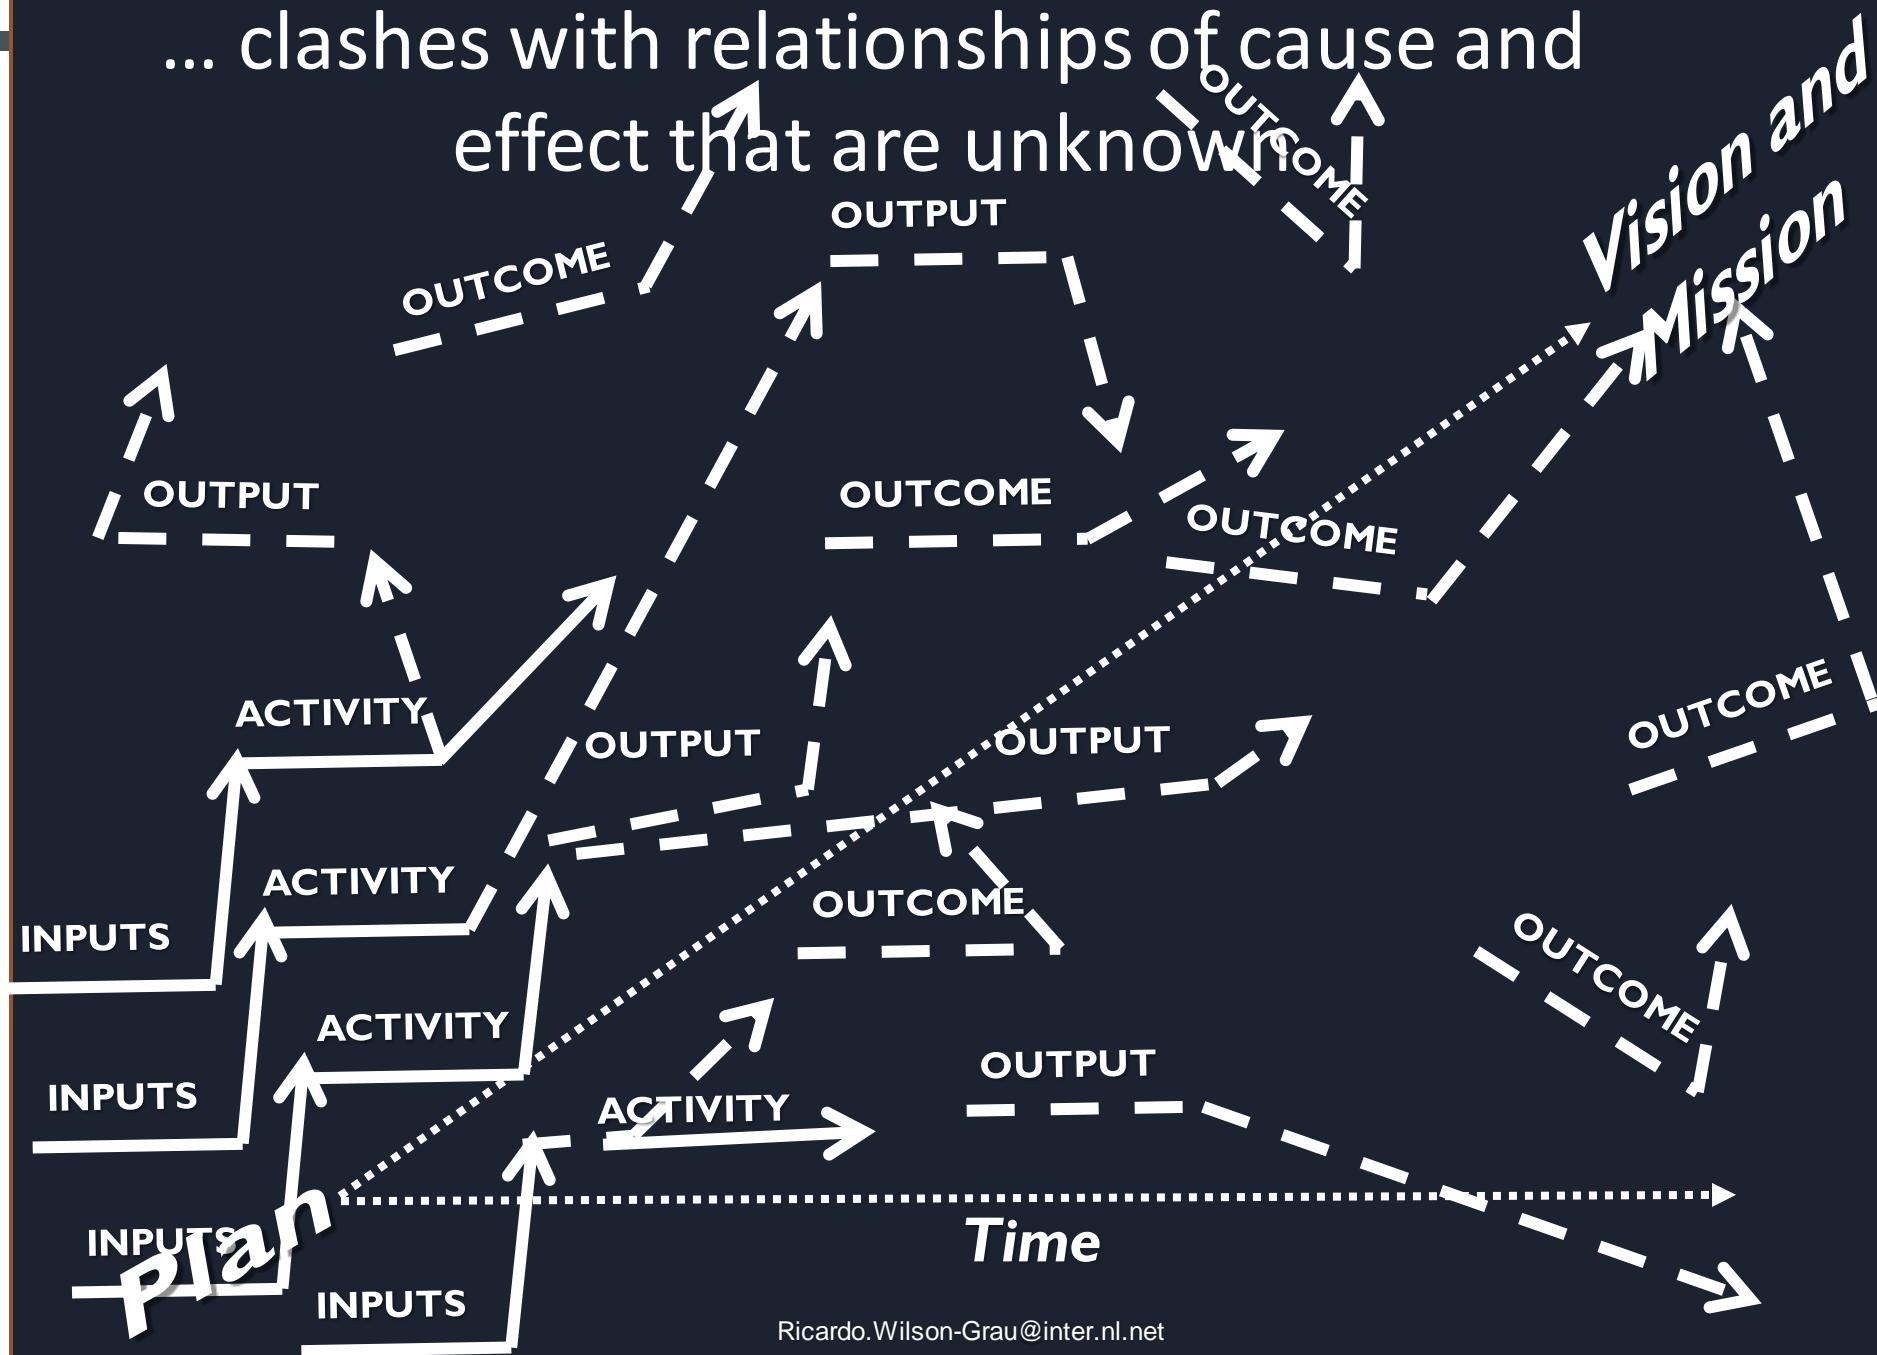 ... clashes with relationships of cause and
effect that are unknown
OUTCOME
Vision and
Mission
OUTPUT
OUTCOME
OUTPUT
OUTCOME
OUTCOME
ACTIVITY
OUTPUT
OUTPUT
OUTCOME
ACTIVITY
OUTCOME
INPUTS
OUTCOME
ACTIVITY
OUTPUT
INPUTS
ACTIVITY
Plan
INPUTS
Time
INPUTS
Ricardo.Wilson-Grau@inter.nl.net